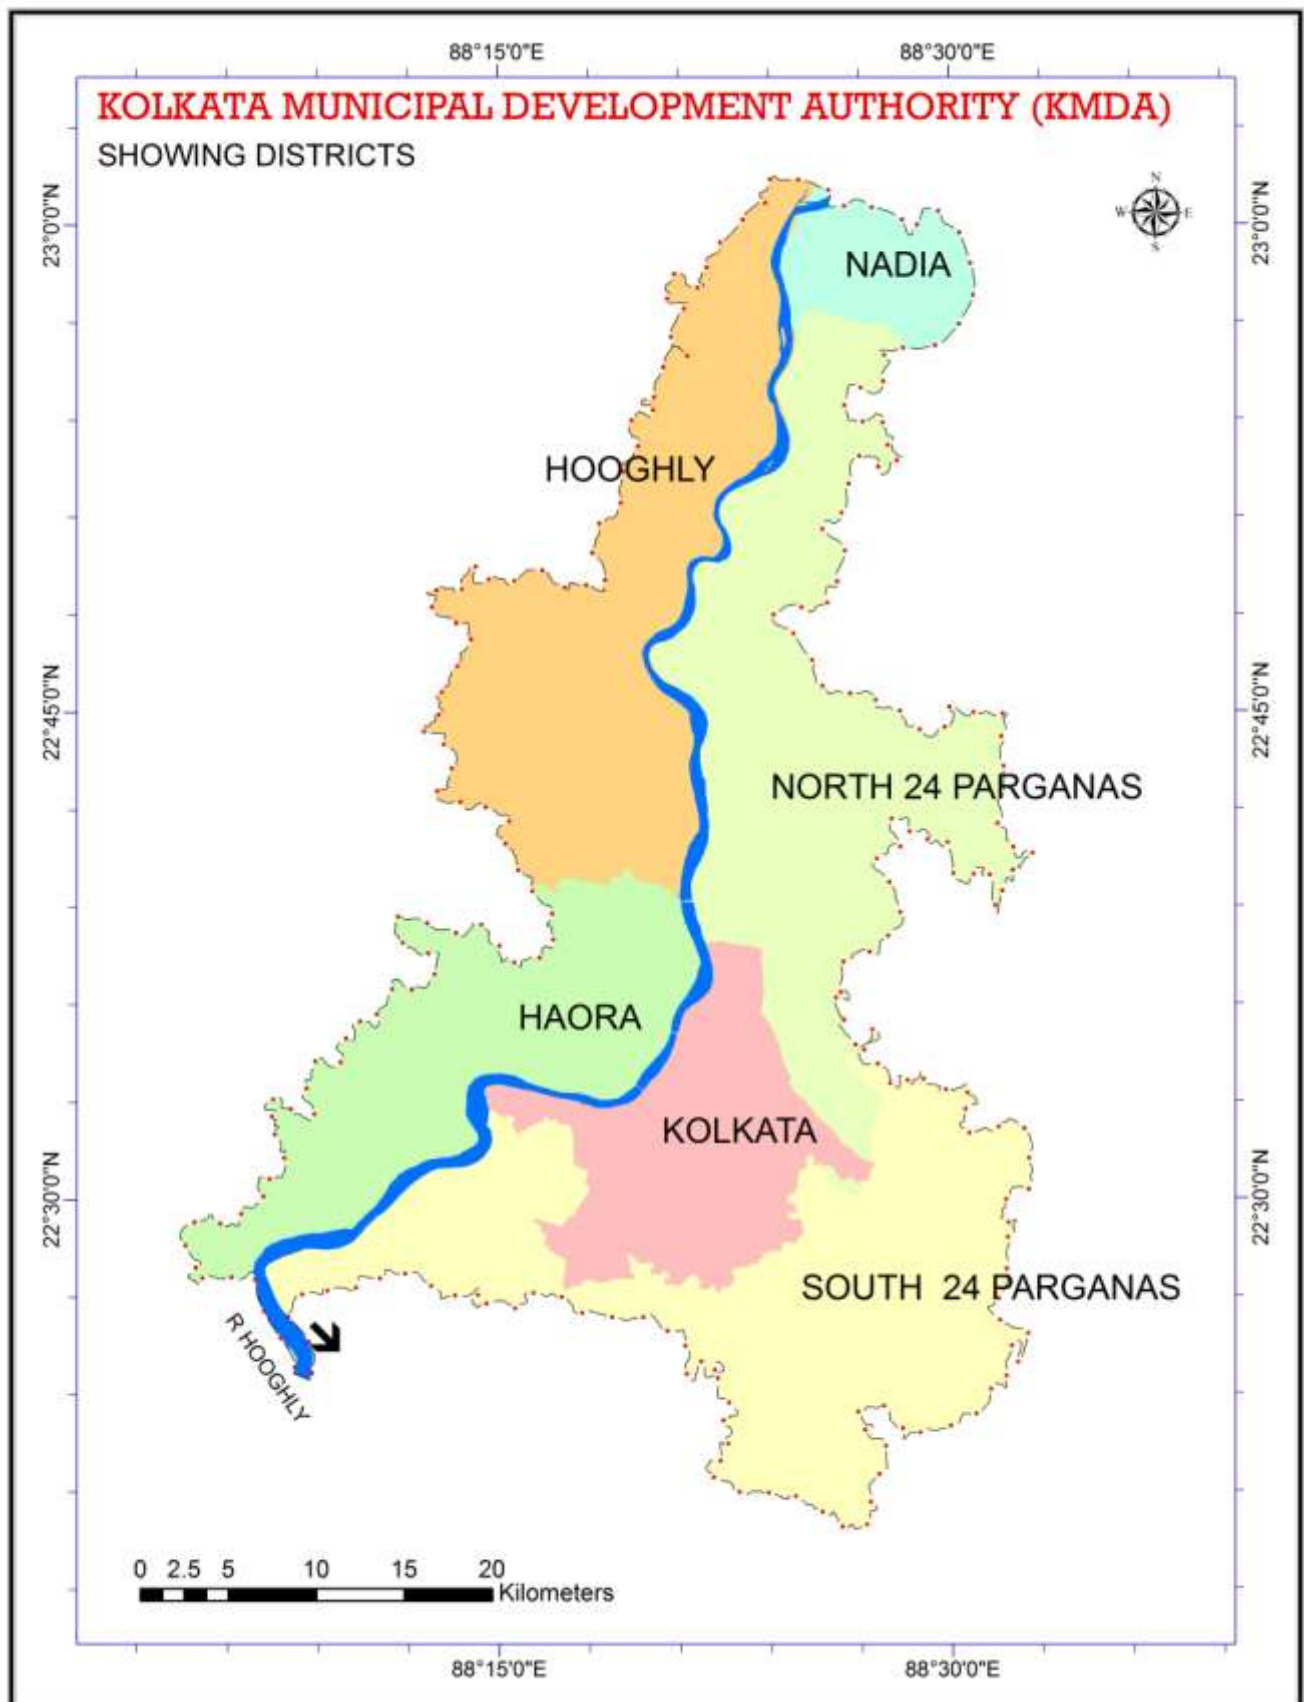 88°15'0"E 88°30'0"E
KOLKATA MUNICIPAL DEVELOPMENT AUTHORITY (KMDA)
SHOWING DISTRICTS
N
W E
S
23°0'0"N 23°0'0"N
NADIA
HOOGHLY
22°45'0"N 22°45'0"N
NORTH 24 PARGANAS
HAORA
KOLKATA
22°30'0"N 22°30'0"N
SOUTH 24 PARGANAS
R HOOGHLY
0 2.5 5 10 15 20
Kilometers
88°15'0"E 88°30'0"E